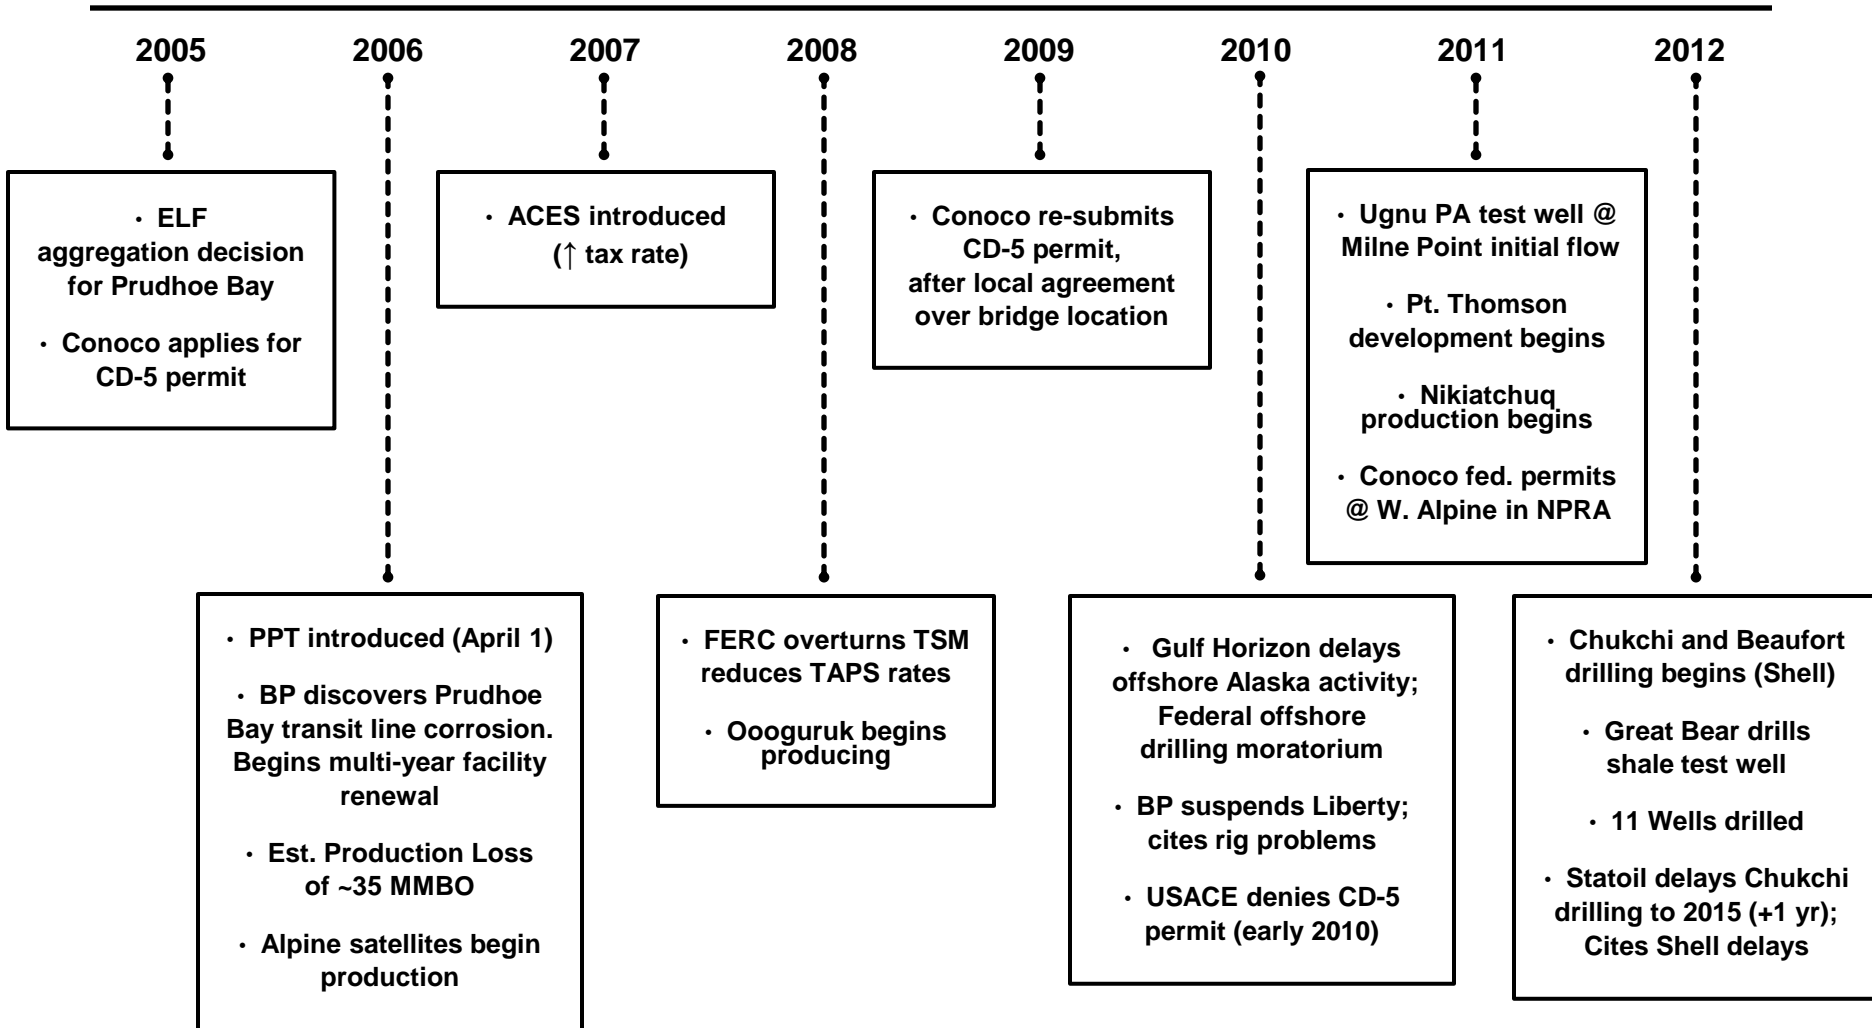 2005
2006
2007
2008
2009
2010
2011
2012
• ELF
aggregation decision
for Prudhoe Bay
• Conoco applies for
CD-5 permit
• ACES introduced
(↑ tax rate)
• Conoco re-submits
CD-5 permit,
after local agreement
over bridge location
• Ugnu PA test well @
Milne Point initial flow
• Pt. Thomson
development begins
• Nikiatchuq
production begins
• Conoco fed. permits
@ W. Alpine in NPRA
• PPT introduced (April 1)
• BP discovers Prudhoe
Bay transit line corrosion.
Begins multi-year facility
renewal
• Est. Production Loss
of ~35 MMBO
• Alpine satellites begin
production
• FERC overturns TSM
reduces TAPS rates
• Oooguruk begins
producing
• Gulf Horizon delays
offshore Alaska activity;
Federal offshore
drilling moratorium
• BP suspends Liberty;
cites rig problems
• USACE denies CD-5
permit (early 2010)
• Chukchi and Beaufort
drilling begins (Shell)
• Great Bear drills
shale test well
• 11 Wells drilled
• Statoil delays Chukchi
drilling to 2015 (+1 yr);
Cites Shell delays